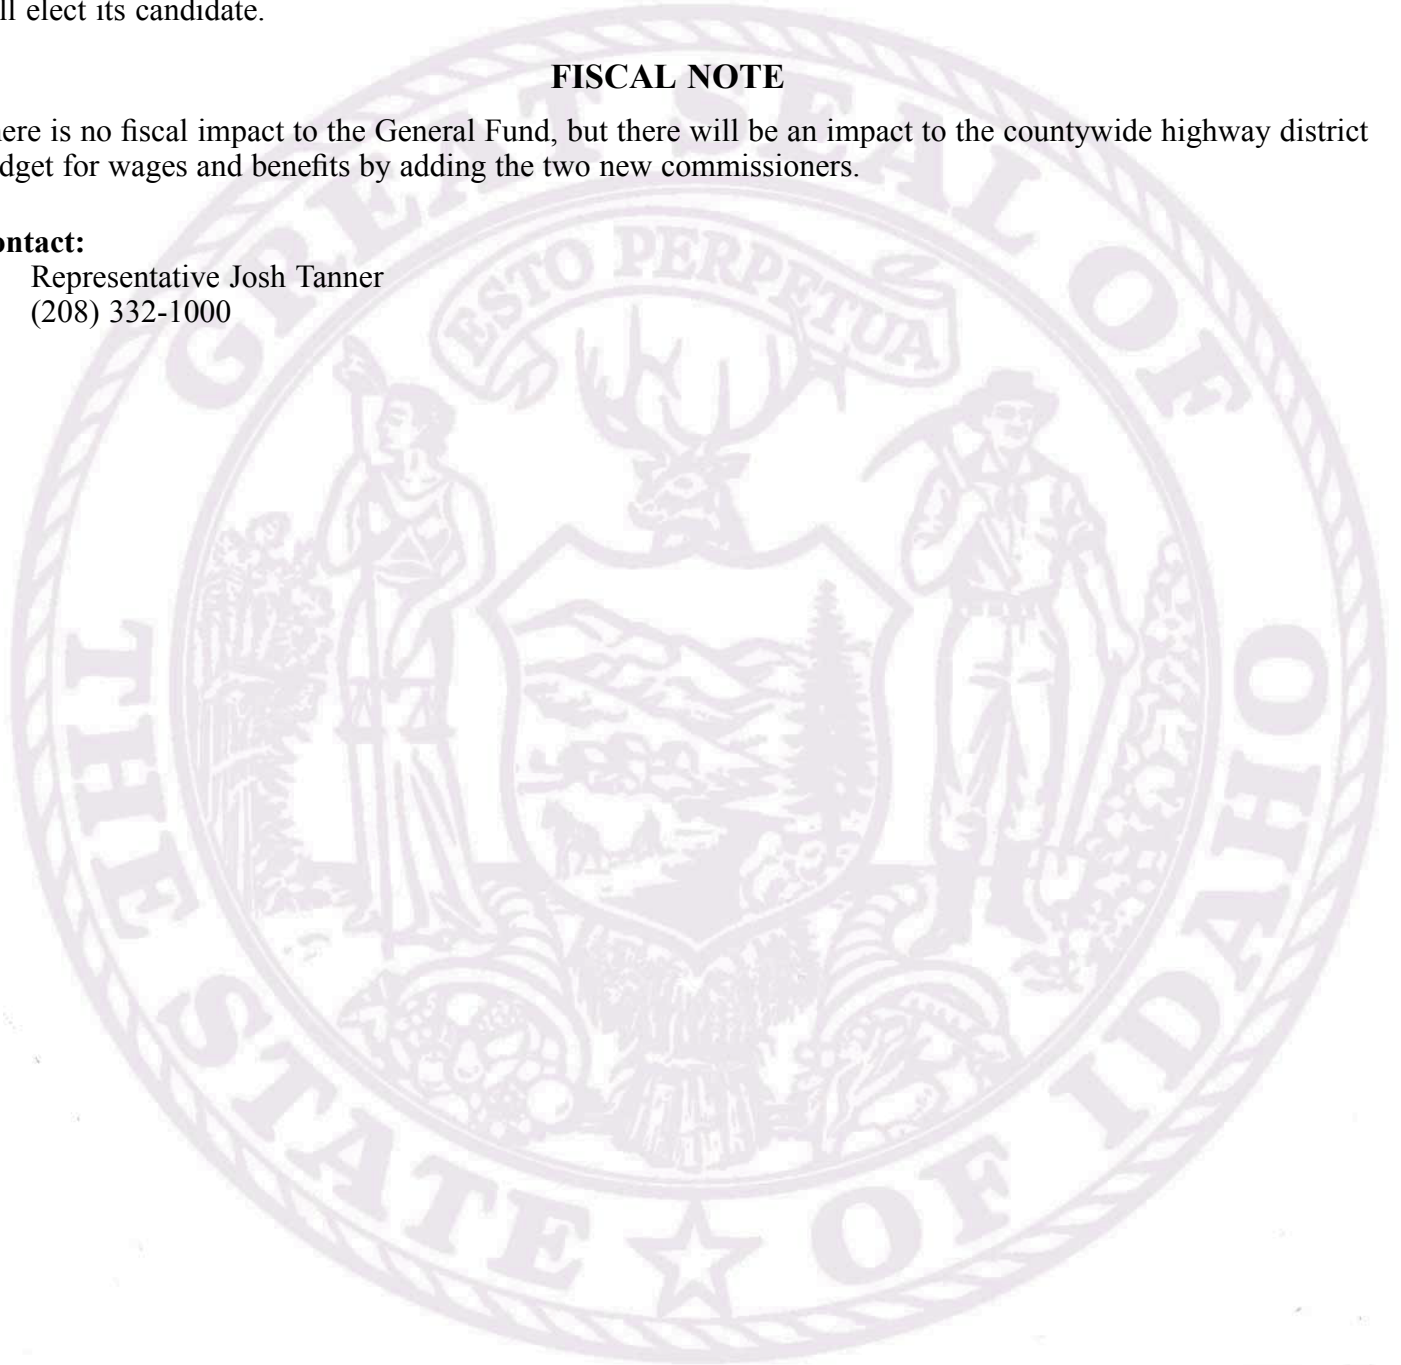 ll elect its candidate.
FISCAL NOTE
here is no fiscal impact to the General Fund, but there will be an impact to the countywide highway district
dget for wages and benefits by adding the two new commissioners.
ontact:
Representative Josh Tanner
(208) 332-1000
GREAT SEAL OF
ESTO PERPETUA
THE STATE OF IDAHO